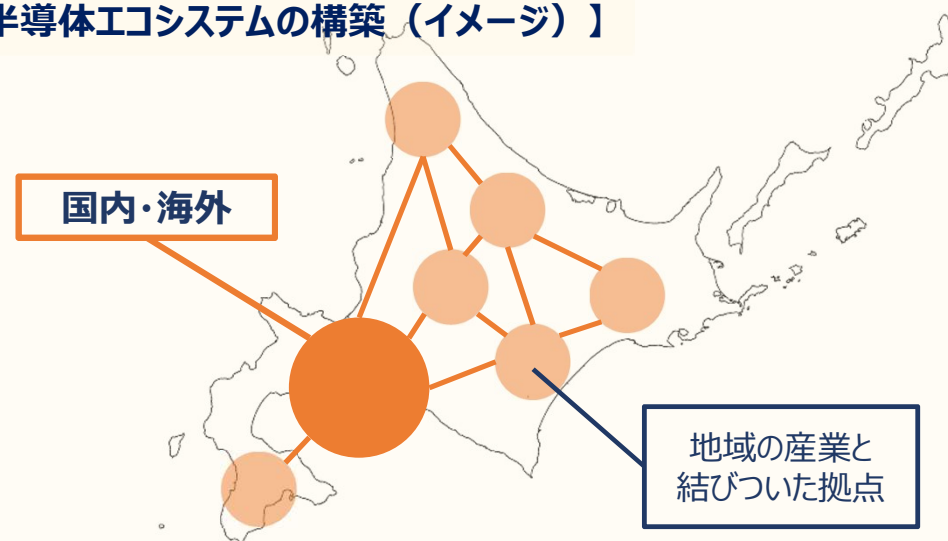 半導体エコシステムの構築（イメージ）】
国内･海外
地域の産業と
結びついた拠点